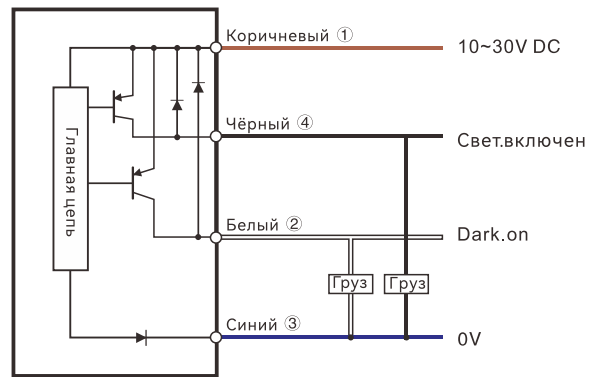 Коричневый ①
10~30V DC
Чёрный ④
Свет.включен
Главная цепь
Белый ②
Dark.on
Груз
Груз
Синий ③
0V